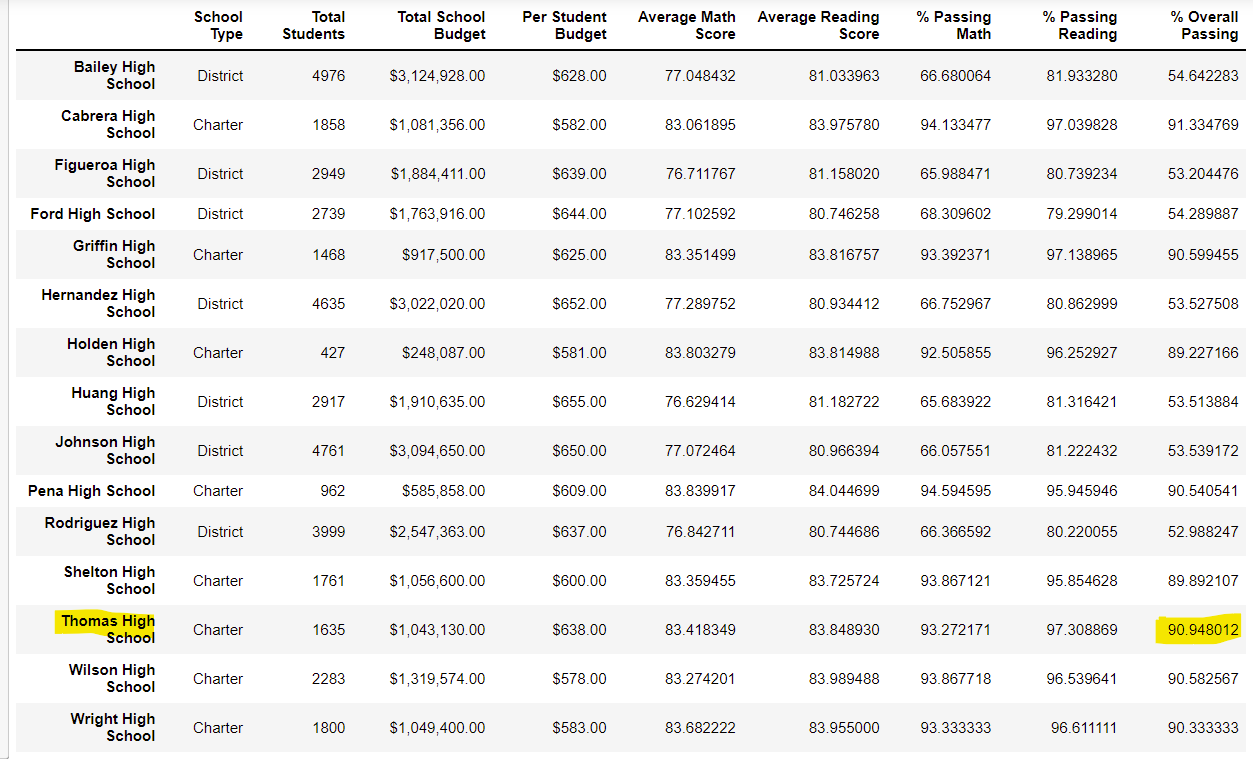 School Type Total Students Total School Budget Per Student Budget Average Math Score Average Reading Score % Passing Math % Passing Reading % Overall Passing
Bailey High School District 4976 $3,124,928.00 $628.00 77.048432 81.033963 66.680064 81.933280 54.642283
Cabrera High School Charter 1858 $1,081,356.00 $582.00 83.061895 83.975780 94.133477 97.039828 91.334769
Figueroa High School District 2949 $1,884,411.00 $639.00 76.711767 81.158020 65.988471 80.739234 53.204476
Ford High School District 2739 $1,763,916.00 $644.00 77.102592 80.746258 68.309602 79.299014 54.289887
Griffin High School Charter 1468 $917,500.00 $625.00 83.351499 83.816757 93.392371 97.138965 90.599455
Hernandez High School District 4635 $3,022,020.00 $652.00 77.289752 80.934412 66.752967 80.862999 53.527508
Holden High School Charter 427 $248,087.00 $581.00 83.803279 83.814988 92.505855 96.252927 89.227166
Huang High School District 2917 $1,910,635.00 $655.00 76.629414 81.182722 65.683922 81.316421 53.513884
Johnson High School District 4761 $3,094,650.00 $650.00 77.072464 80.966394 66.057551 81.222432 53.539172
Pena High School Charter 962 $585,858.00 $609.00 83.839917 84.044699 94.594595 95.945946 90.540541
Rodriguez High School District 3999 $2,547,363.00 $637.00 76.842711 80.744686 66.366592 80.220055 52.988247
Shelton High School Charter 1761 $1,056,600.00 $600.00 83.359455 83.725724 93.867121 95.854628 89.892107
Thomas High School Charter 1635 $1,043,130.00 $638.00 83.418349 83.848930 93.272171 97.308869 90.948012
Wilson High School Charter 2283 $1,319,574.00 $578.00 83.274201 83.989488 93.867718 96.539641 90.582567
Wright High School Charter 1800 $1,049,400.00 $583.00 83.682222 83.955000 93.333333 96.611111 90.333333